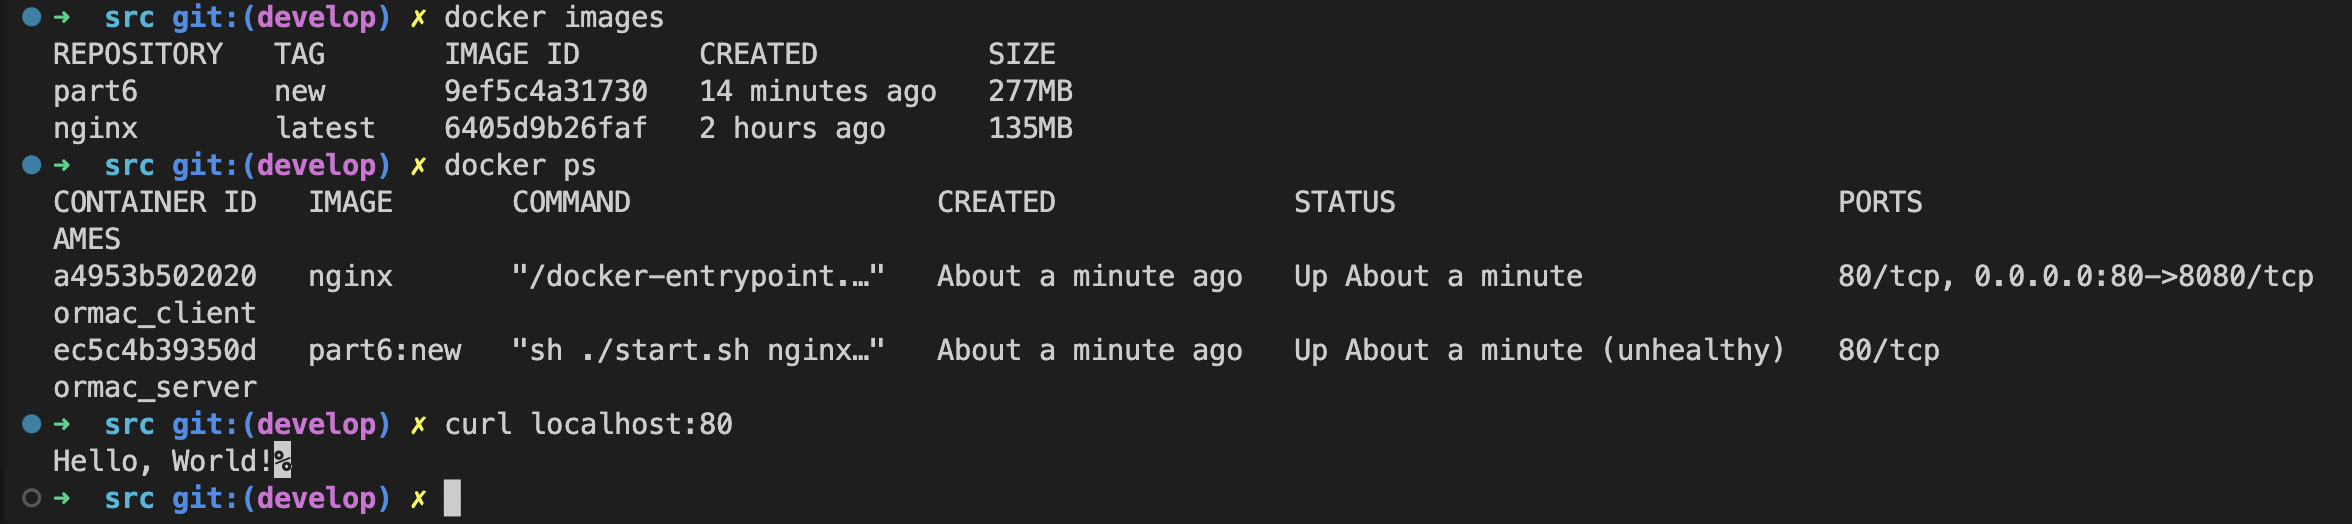 ➜ src git:(develop) ✗ docker images
REPOSITORY TAG IMAGE ID CREATED SIZE
part6 new 9ef5c4a31730 14 minutes ago 277MB
nginx latest 6405d9b26faf 2 hours ago 135MB
➜ src git:(develop) ✗ docker ps
CONTAINER ID IMAGE COMMAND CREATED STATUS PORTS
AMES
a4953b502020 nginx "/docker-entrypoint.…" About a minute ago Up About a minute 80/tcp, 0.0.0.0:80->8080/tcp
ormac_client
ec5c4b39350d part6:new "sh ./start.sh nginx…" About a minute ago Up About a minute (unhealthy) 80/tcp
ormac_server
➜ src git:(develop) ✗ curl localhost:80
Hello, World!%
➜ src git:(develop) ✗